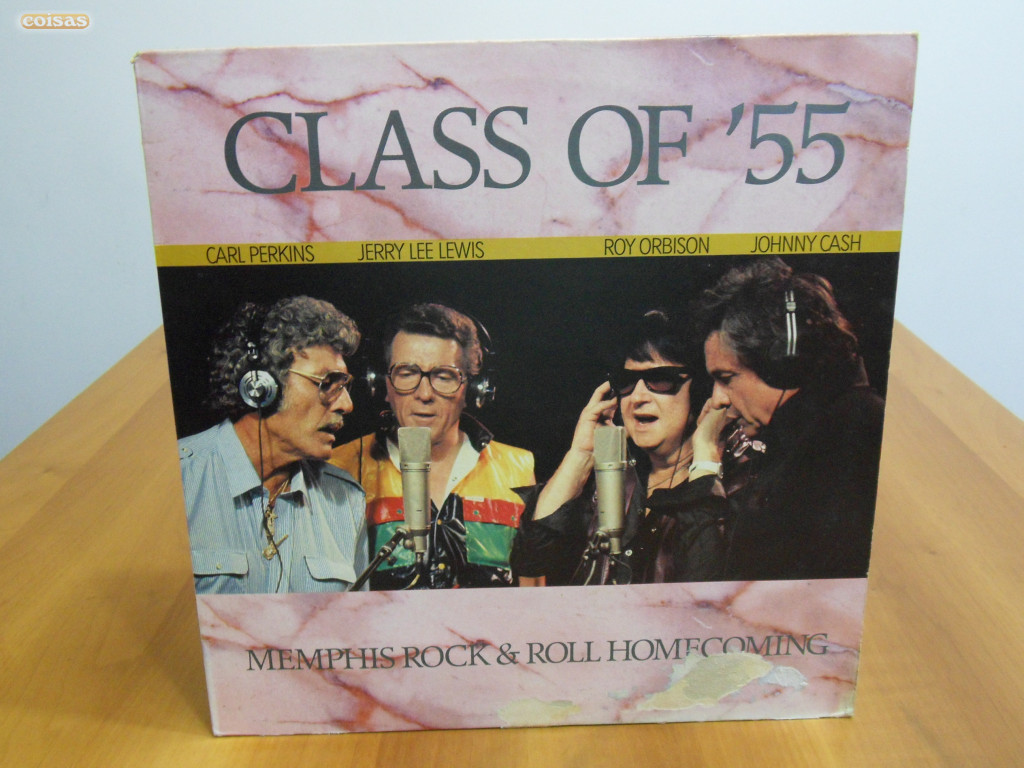 coisas
CLASS OF '55
CARL PERKINS JERRY LEE LEWIS ROY ORBISON JOHNNY CASH
MEMPHIS ROCK & ROLL HOMECOMING